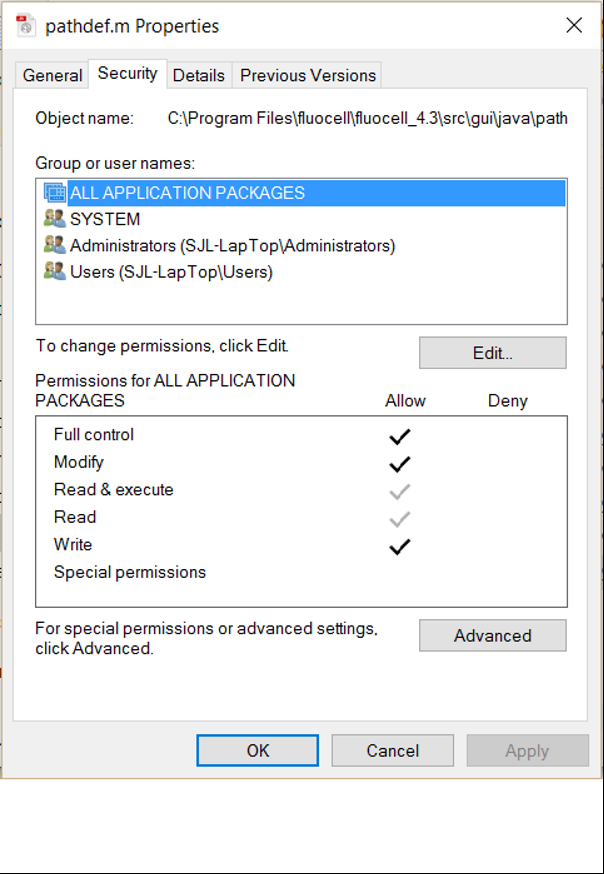 pathdef.m Properties
General Security Details Previous Versions
Object name: C:\Program Files\fluocell\fluocell_4.3\src\gui\java\path
Group or user names:
ALL APPLICATION PACKAGES
SYSTEM
Administrators (SJL-LapTop\Administrators)
Users (SJL-LapTop\Users)
To change permissions, click Edit.
Edit...
Permissions for ALL APPLICATION
PACKAGES Allow Deny
Full control
Modify
Read & execute
Read
Write
Special permissions
For special permissions or advanced settings,
click Advanced.
Advanced
OK Cancel Apply